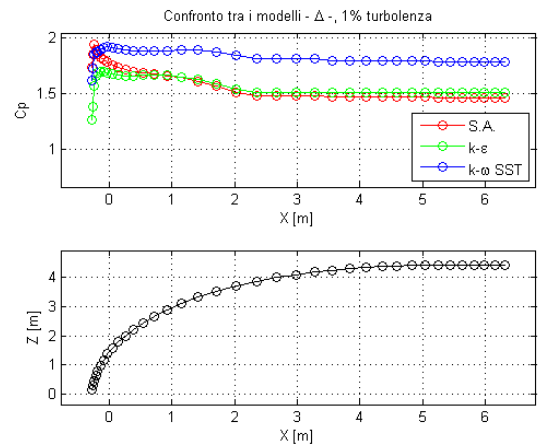 Confronto tra i modelli - Δ -, 1% turbolenza
2
1.5
1
Cp
S.A.
k-ε
k-ω SST
0 1 2 3 4 5 6
X [m]
4
3
2
1
0
Z [m]
0 1 2 3 4 5 6
X [m]